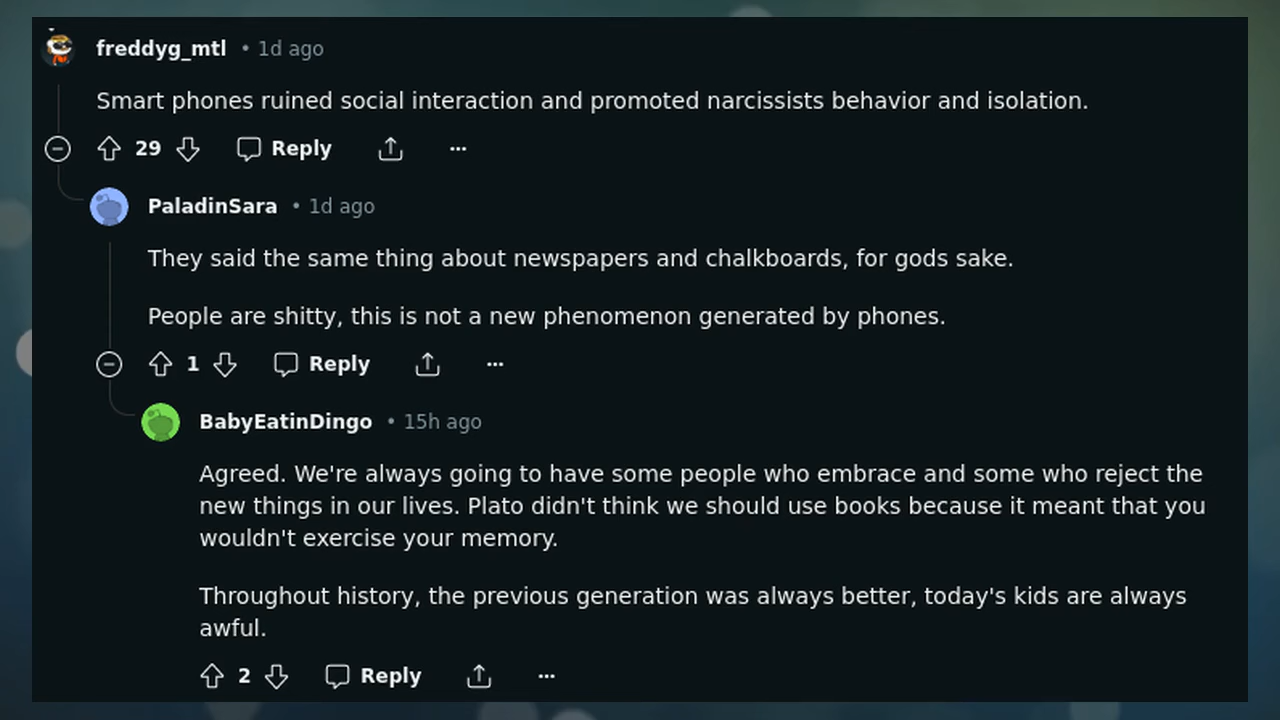 freddyg_mtl • 1d ago
Smart phones ruined social interaction and promoted narcissists behavior and isolation.
29 Reply
PaladinSara • 1d ago
They said the same thing about newspapers and chalkboards, for gods sake.
People are shitty, this is not a new phenomenon generated by phones.
1 Reply
BabyEatinDingo • 15h ago
Agreed. We're always going to have some people who embrace and some who reject the
new things in our lives. Plato didn't think we should use books because it meant that you
wouldn't exercise your memory.
Throughout history, the previous generation was always better, today's kids are always
awful.
2 Reply